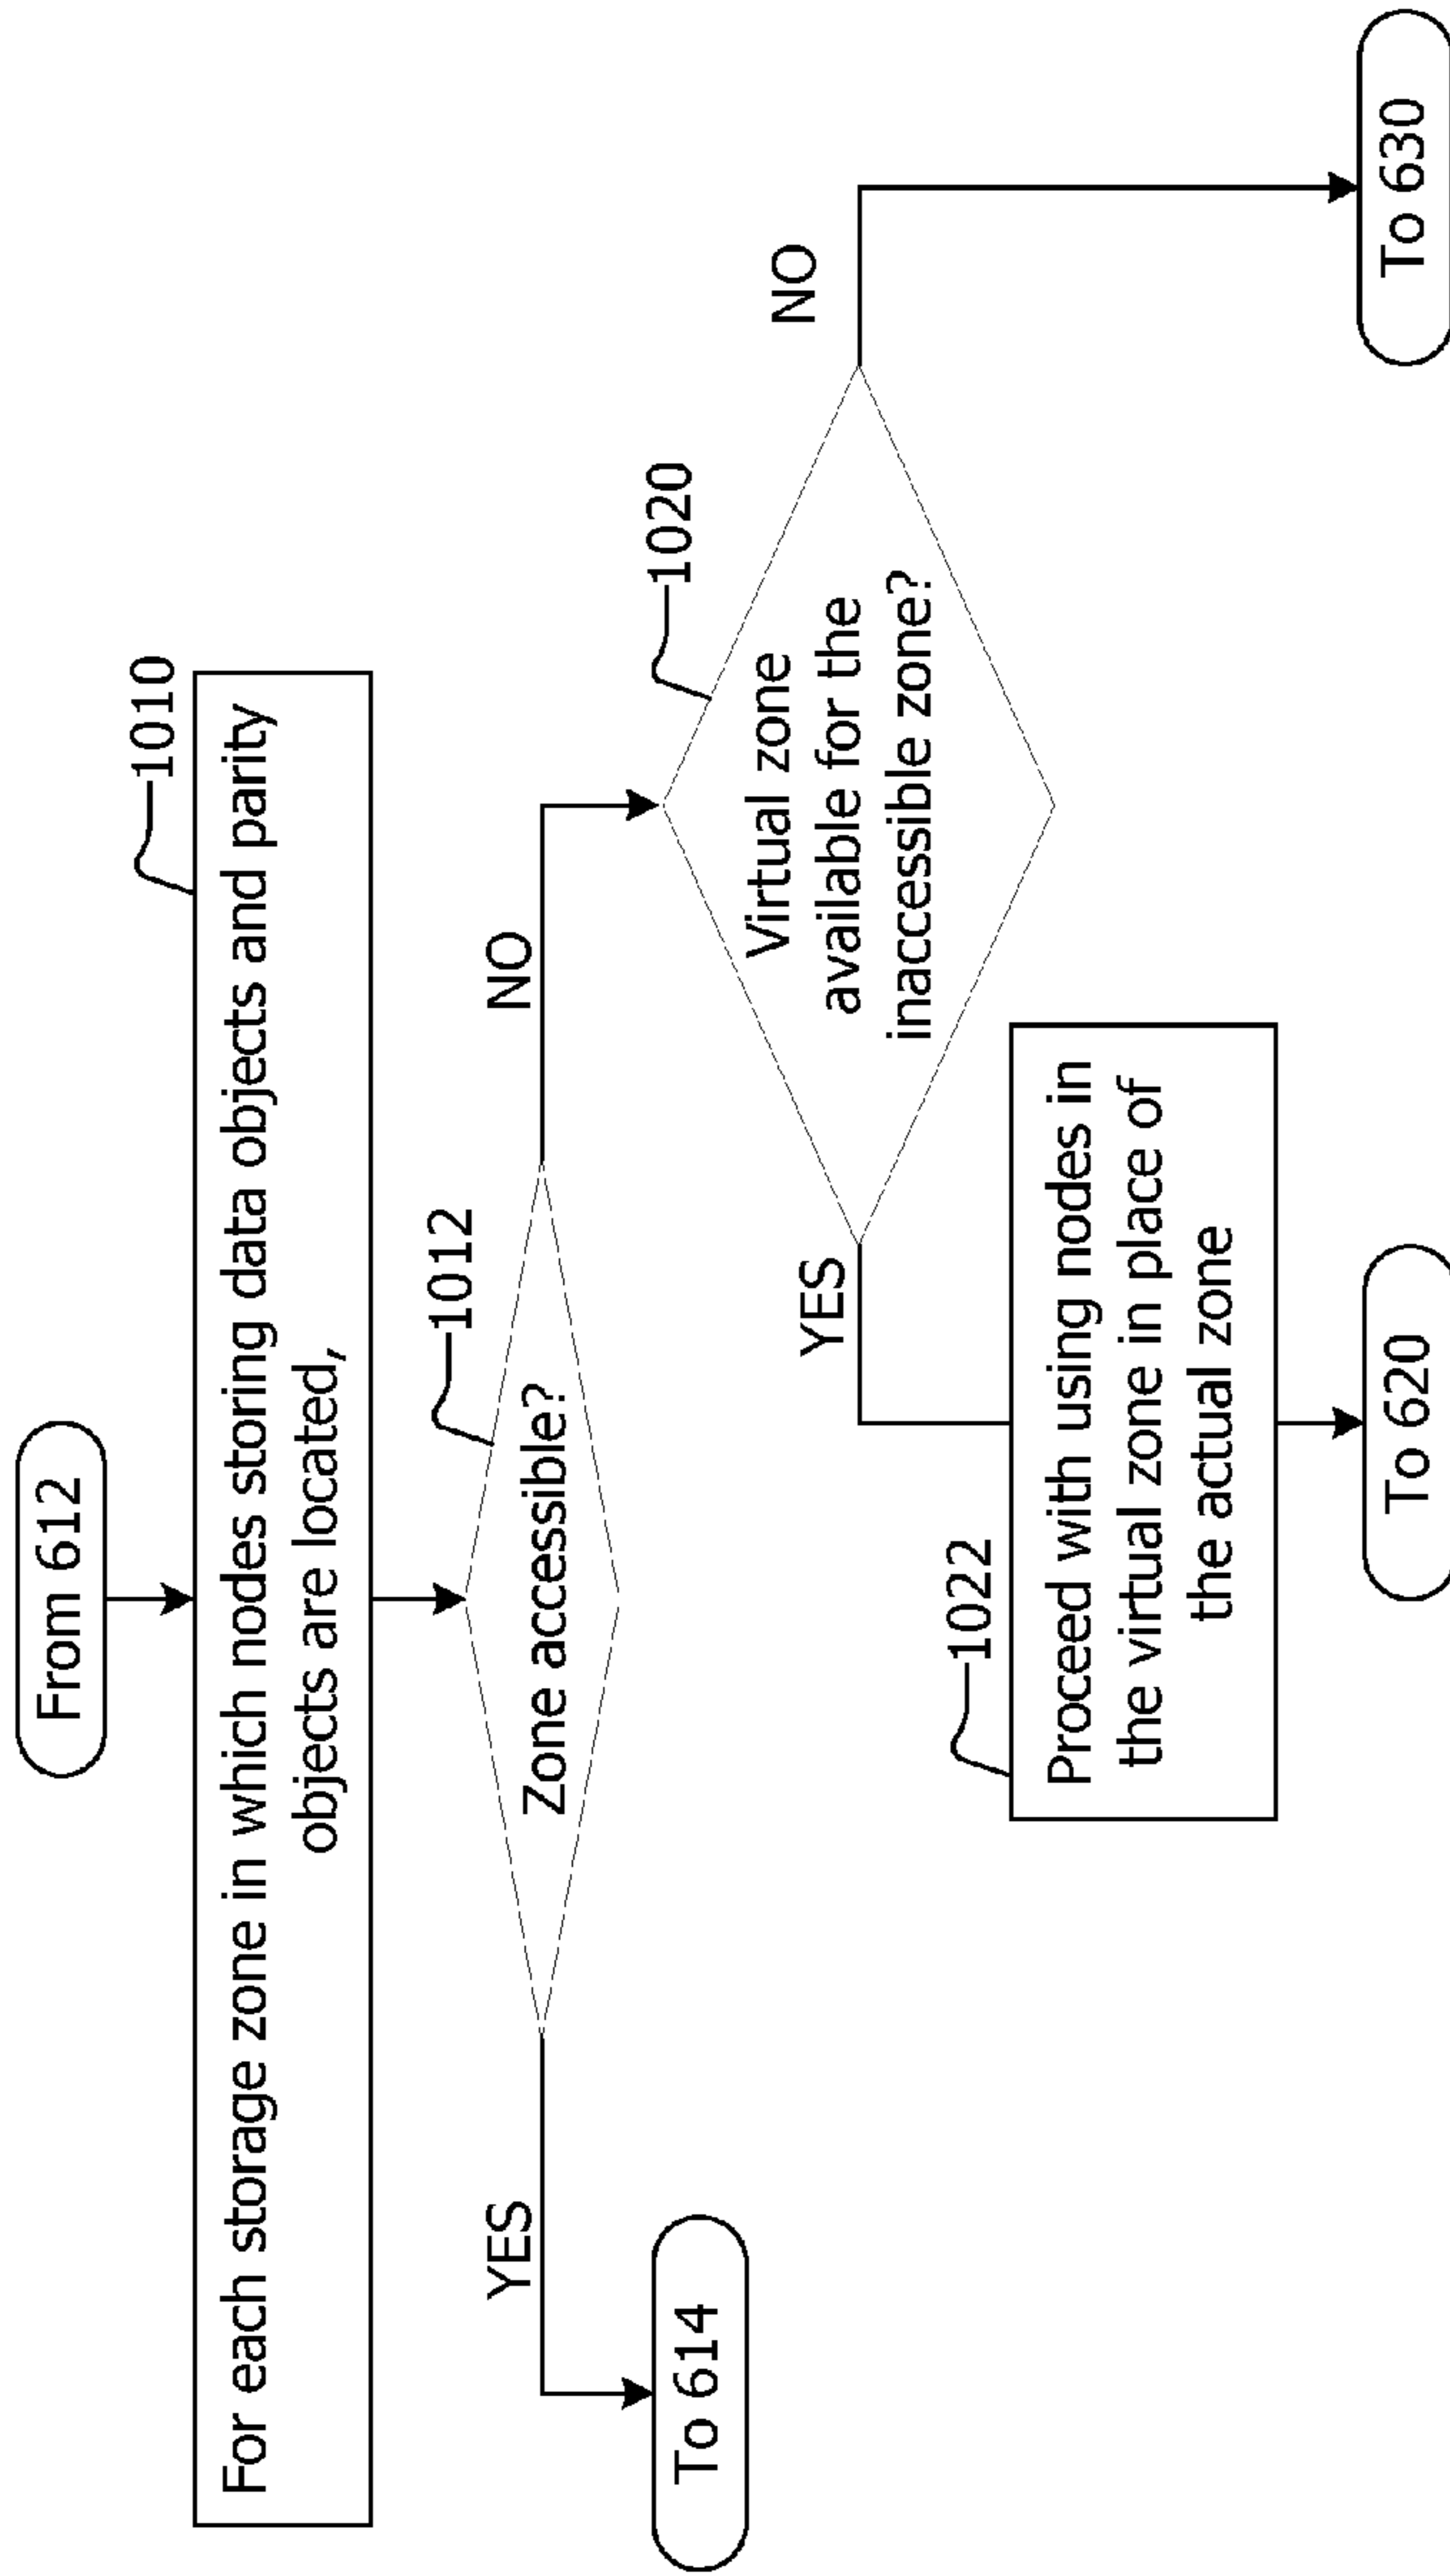 From 612
1010
For each storage zone in which nodes storing data objects and parity
objects are located,
1012
Zone accessible?
YES
NO
To 614
1020
Virtual zone
available for the
inaccessible zone?
YES
NO
1022
Proceed with using nodes in
the virtual zone in place of
the actual zone
To 620
To 630